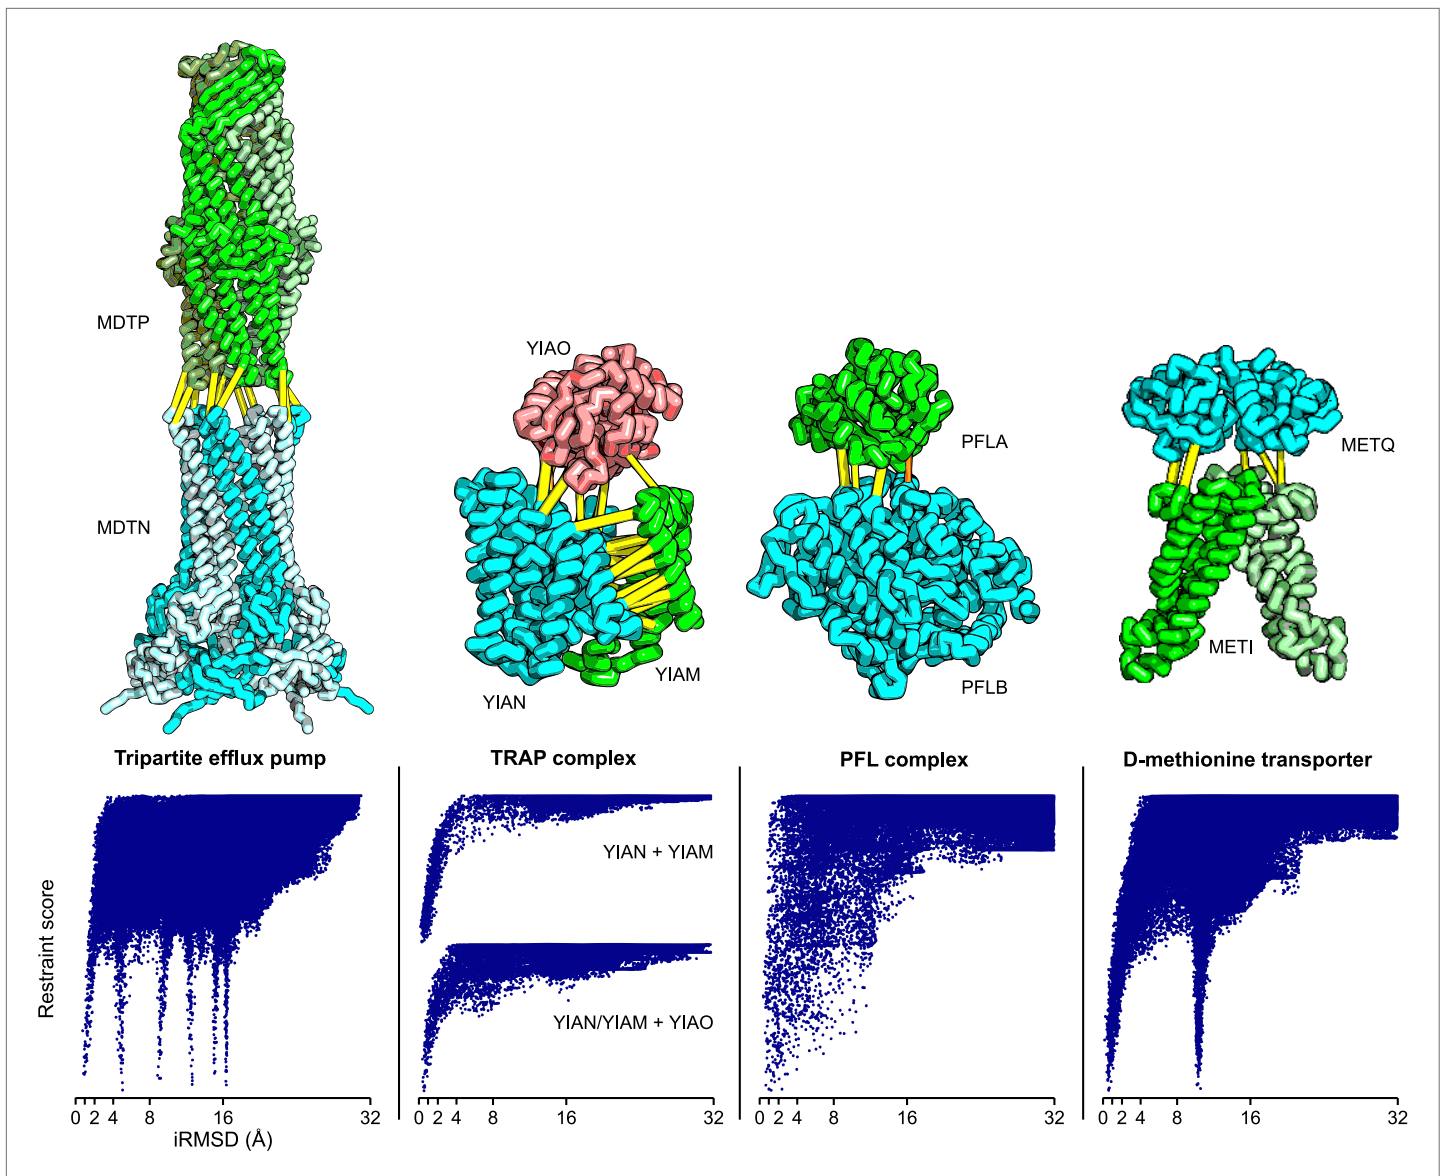 MDTP
MDTN
YIAO
YIAN
YIAM
PFLA
PFLB
METQ
METI
Tripartite efflux pump
TRAP complex
PFL complex
D-methionine transporter
Restraint score
YIAN + YIAM
YIAN/YIAM + YIAO
0 2 4 8 16 32
iRMSD (Å)
0 2 4 16 32
0 2 4 16 32
0 2 4 8 16 32